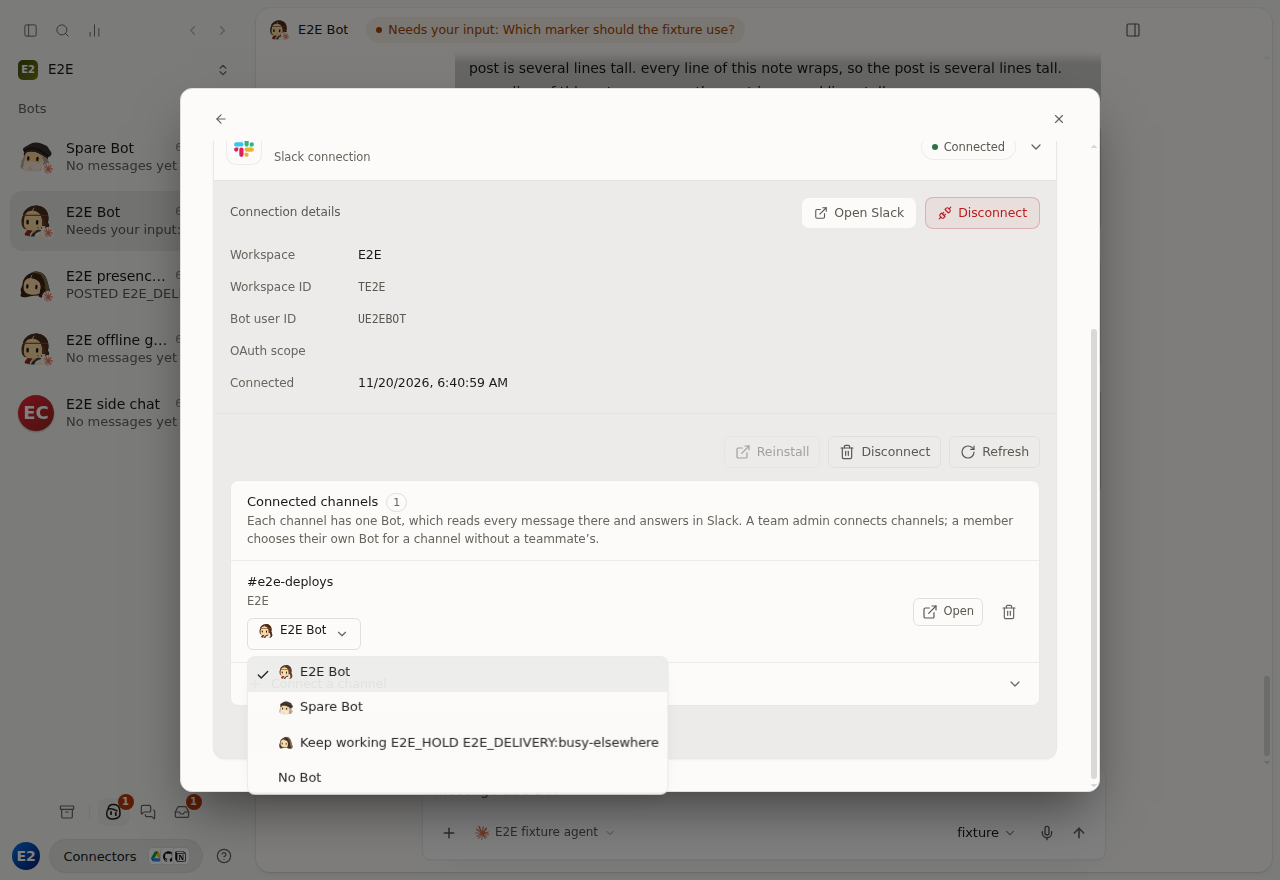 E2E Bot
Needs your input: Which marker should the fixture use?
E2 E2E
Bots
Spare Bot
No messages yet
E2E Bot
Needs your input:
E2E presenc…
POSTED E2E_DEL
E2E offline g…
No messages yet
EC E2E side chat
No messages yet
1
1
E2 Connectors
post is several lines tall. every line of this note wraps, so the post is several lines tall.
Slack connection
Connected
Connection details
Open Slack
Disconnect
Workspace E2E
Workspace ID TE2E
Bot user ID UE2EBOT
OAuth scope
Connected 11/20/2026, 6:40:59 AM
Reinstall
Disconnect
Refresh
Connected channels 1
Each channel has one Bot, which reads every message there and answers in Slack. A team admin connects channels; a member
chooses their own Bot for a channel without a teammate’s.
#e2e-deploys
E2E
Open
E2E Bot
E2E Bot
Connect a channel
Spare Bot
Keep working E2E_HOLD E2E_DELIVERY:busy-elsewhere
No Bot
E2E fixture agent
fixture